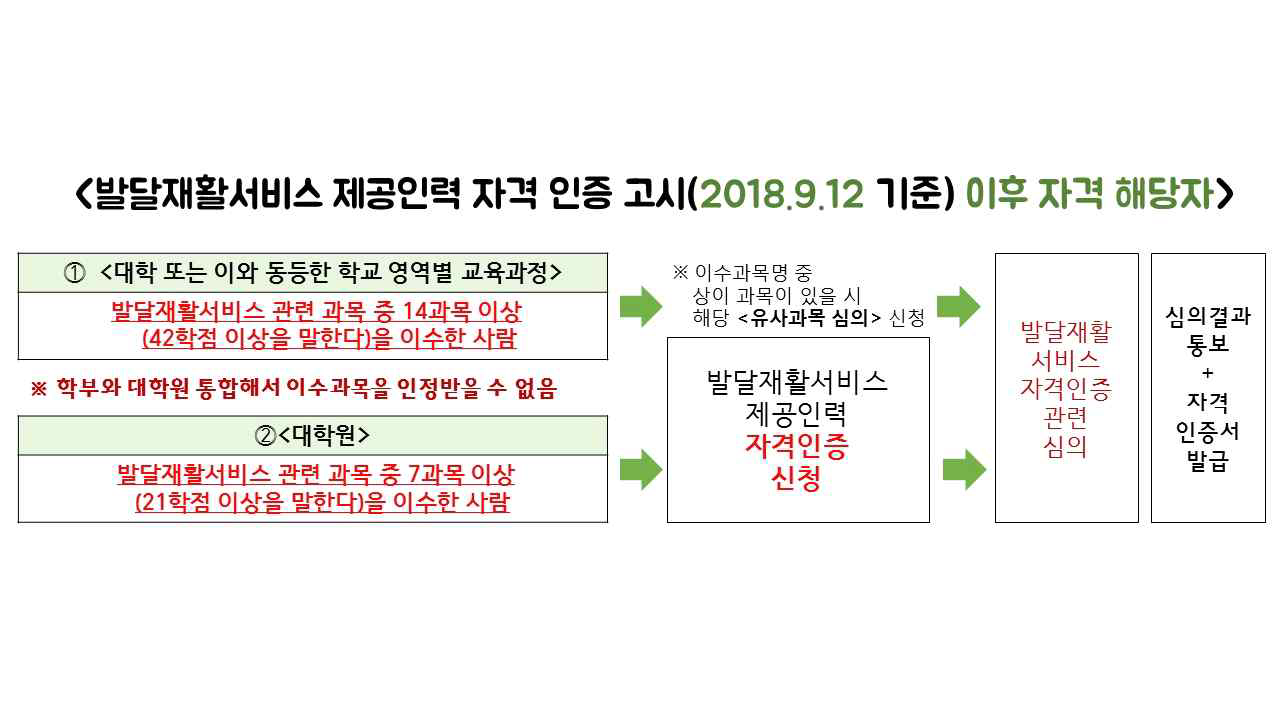 <발달재활서비스 제공인력 자격 인증 고시(2018.9.12 기준) 이후 자격 해당자>
① <대학 또는 이와 동등한 학교 영역별 교육과정>
발달재활서비스 관련 과목 중 14과목 이상
(42학점 이상을 말한다)을 이수한 사람
※ 학부와 대학원 통합해서 이수과목을 인정받을 수 없음
②<대학원>
발달재활서비스 관련 과목 중 7과목 이상
(21학점 이상을 말한다)을 이수한 사람
※ 이수과목명 중
상이 과목이 있을 시
해당 <유사과목 심의> 신청
발달재활서비스
제공인력
자격인증
신청
발달재활
서비스
자격인증
관련
심의
심의결과
통보
+
자격
인증서
발급